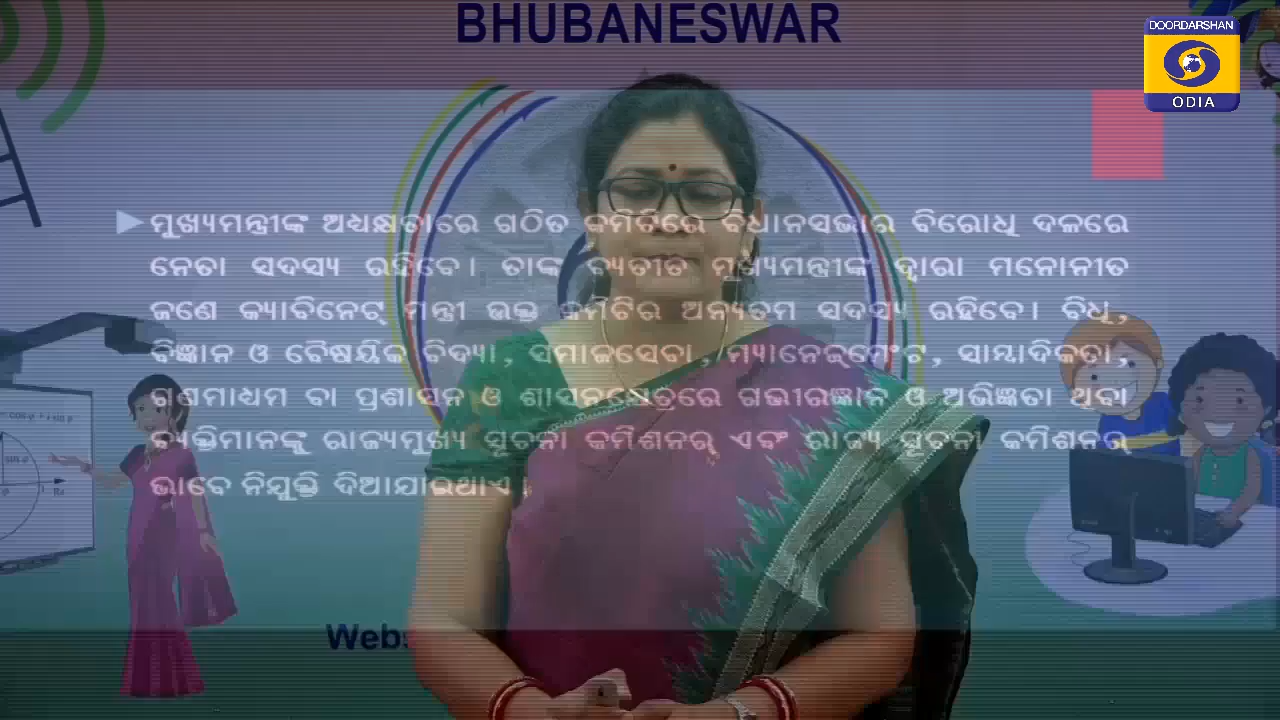 BHUBANESWAR
DOORDARSHAN
ODIA
ମୁଖ୍ୟମନ୍ତ୍ରୀଙ୍କ ଅଧ୍ୟକ୍ଷତାରେ ଗଠିତ କମିଟିରେ ବିଧାନସଭାର ବିରୋଧି ଦଳରେ
ନେତା ସଦସ୍ୟ ରହିବେ। ତାଙ୍କ ବ୍ୟତୀତ ମୁଖ୍ୟମନ୍ତ୍ରୀଙ୍କ ଦ୍ୱାରା ମନୋନୀତ
ଜଣେ କ୍ୟାବିନେଟ୍ ମନ୍ତ୍ରୀ ଉକ୍ତ କମିଟିର ଅନ୍ୟତମ ସଦସ୍ୟ ରହିବେ। ବିଧି,
ବିଜ୍ଞାନ ଓ ବୈଷୟିକ ବିଦ୍ୟା, ସମାଜସେବା, ମ୍ୟାନେଜ୍‌ମେଂଟ, ସାମ୍ବାଦିକତା,
ଗଣମାଧ୍ୟମ ବା ପ୍ରଶାସନ ଓ ଶାସନକ୍ଷେତ୍ରରେ ଗଭୀରଜ୍ଞାନ ଓ ଅଭିଜ୍ଞତା ଥିବା
ବ୍ୟକ୍ତିମାନଙ୍କୁ ରାଜ୍ୟମୁଖ୍ୟ ସୂଚନା କମିଶନର୍ ଏବଂ ରାଜ୍ୟ ସୂଚନା କମିଶନର୍
ଭାବେ ନିଯୁକ୍ତି ଦିଆଯାଇଥାଏ।
Webs